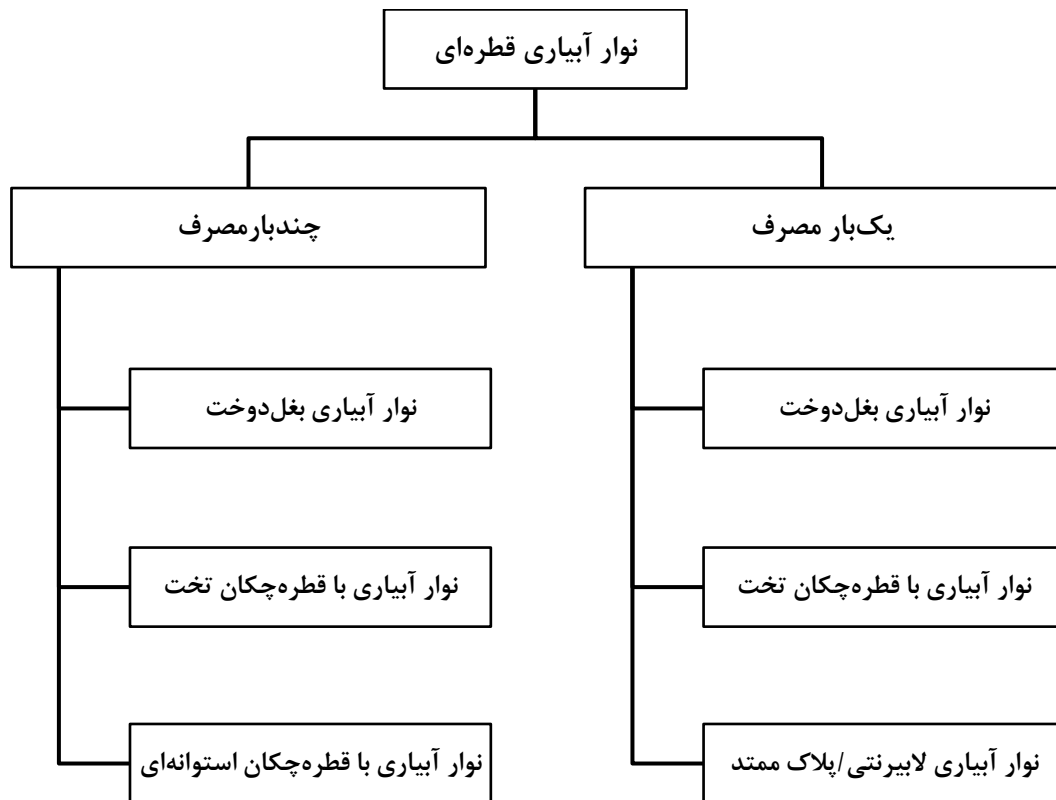 نوار آبیاری قطره‌ای
یک‌بار مصرف
چندبارمصرف
نوار آبیاری بغل‌دوخت
نوار آبیاری بغل‌دوخت
نوار آبیاری با قطره‌چکان تخت
نوار آبیاری با قطره‌چکان تخت
نوار آبیاری لابیرنتی/پلاک ممتد
نوار آبیاری با قطره‌چکان استوانه‌ای